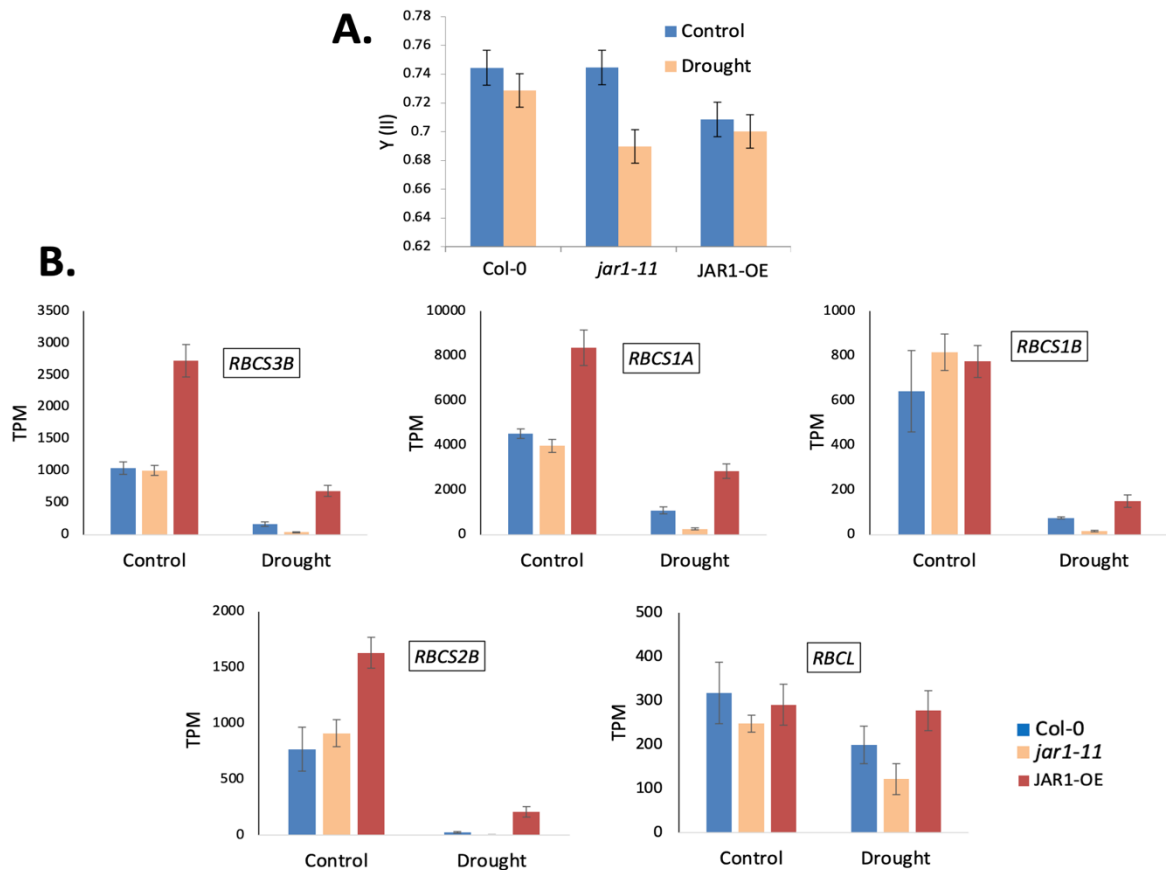 A.
Control
Drought
Y (II)
0.78
0.76
0.74
0.72
0.7
0.68
0.66
0.64
0.62
Col-0
jar1-11
JAR1-OE
B.
RBCS3B
TPM
3500
3000
2500
2000
1500
1000
500
0
Control
Drought
RBCS1A
TPM
10000
8000
6000
4000
2000
0
Control
Drought
RBCS1B
TPM
1000
800
600
400
200
0
Control
Drought
RBCS2B
TPM
2000
1500
1000
500
0
Control
Drought
RBCL
TPM
500
400
300
200
100
0
Control
Drought
Col-0
jar1-11
JAR1-OE